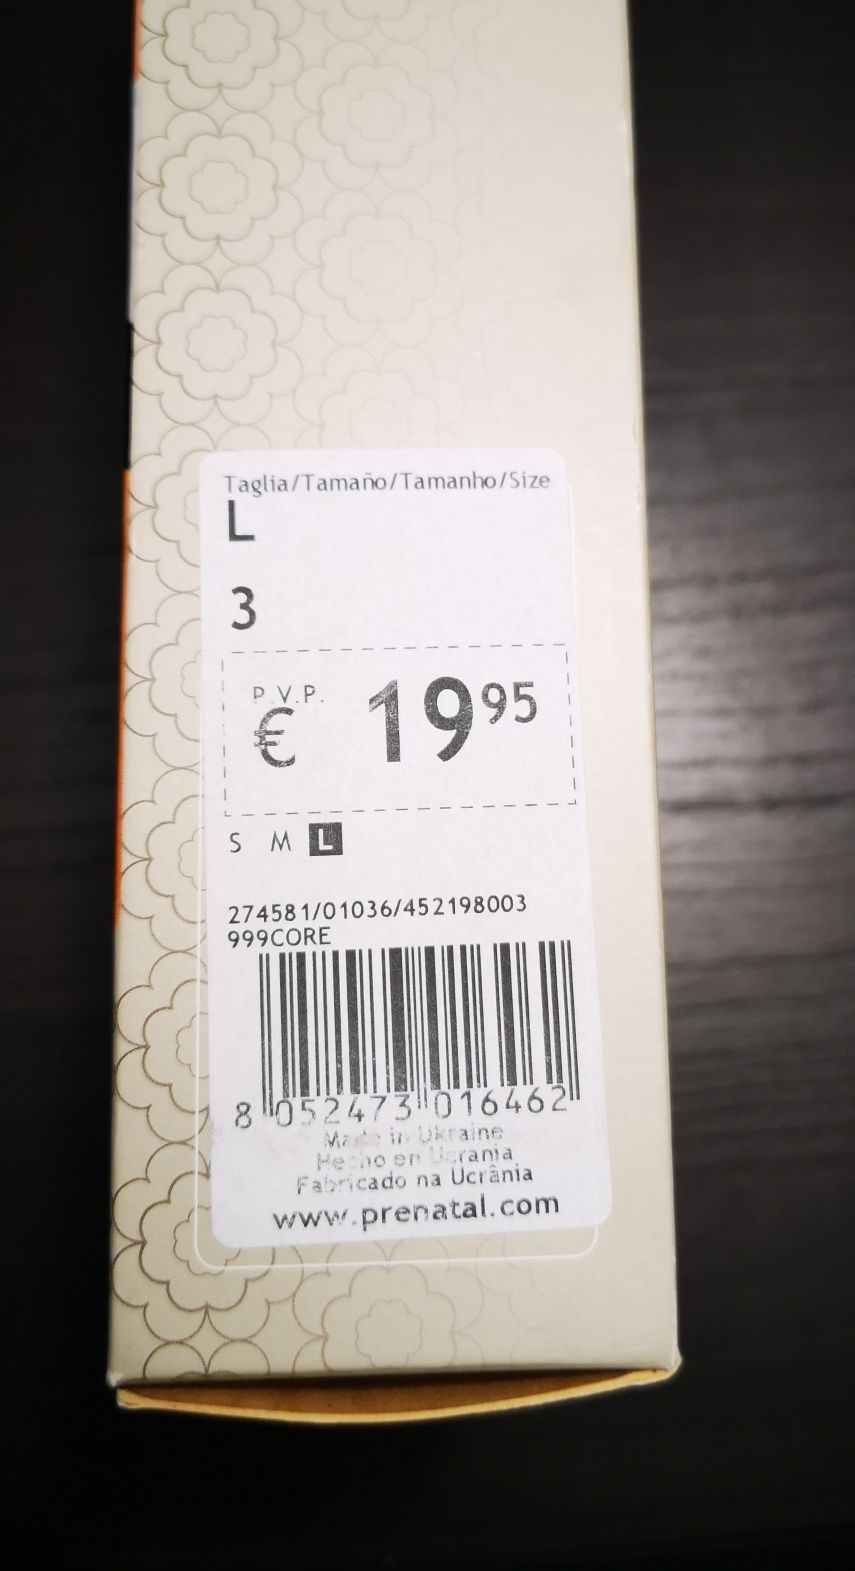 Taglia/Tamaño/Tamanho/Size
L
3
P.V.P.
€ 19 95
S M L
274581/01036/452198003
999CORE
8 052473 016462
Made in Ukraine
Hecho en Ucrania
Fabricado na Ucrânia
www.prenatal.com